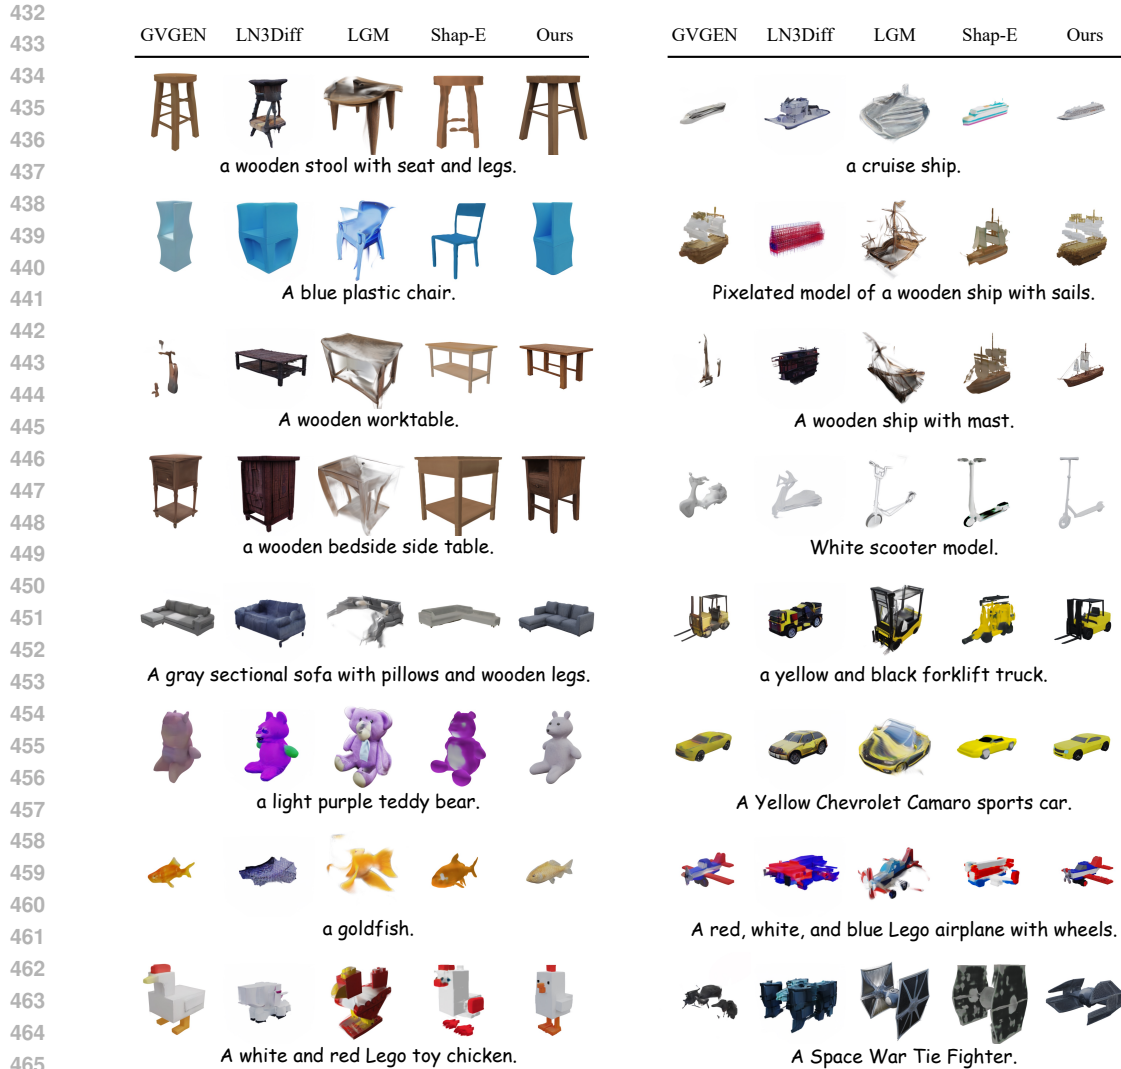 432
433
434
435
436
437
438
439
440
441
442
443
444
445
446
447
448
449
450
451
452
453
454
455
456
457
458
459
460
461
462
463
464
465
GVGEN LN3Diff LGM Shap-E Ours
a wooden stool with seat and legs.
A blue plastic chair.
A wooden worktable.
a wooden bedside side table.
A gray sectional sofa with pillows and wooden legs.
a light purple teddy bear.
a goldfish.
A white and red Lego toy chicken.
GVGEN LN3Diff LGM Shap-E Ours
a cruise ship.
Pixelated model of a wooden ship with sails.
A wooden ship with mast.
White scooter model.
a yellow and black forklift truck.
A Yellow Chevrolet Camaro sports car.
A red, white, and blue Lego airplane with wheels.
A Space War Tie Fighter.